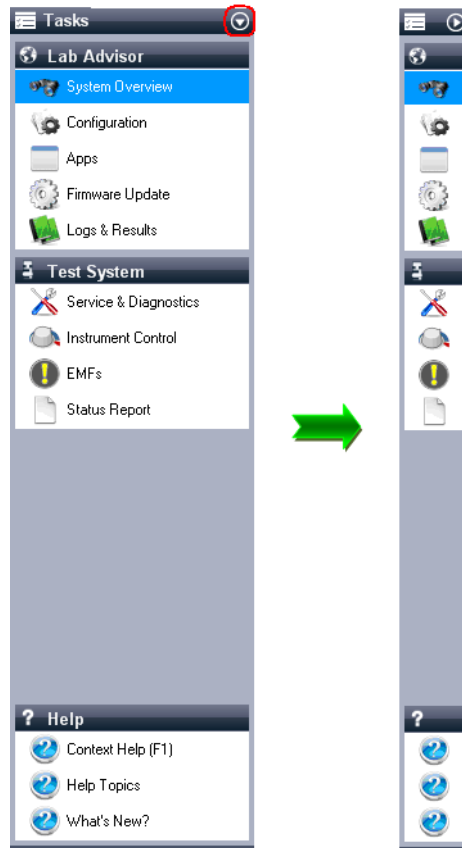 Tasks
Lab Advisor
System Overview
Configuration
Apps
Firmware Update
Logs & Results
Test System
Service & Diagnostics
Instrument Control
EMFs
Status Report
? Help
Context Help (F1)
Help Topics
What's New?
?